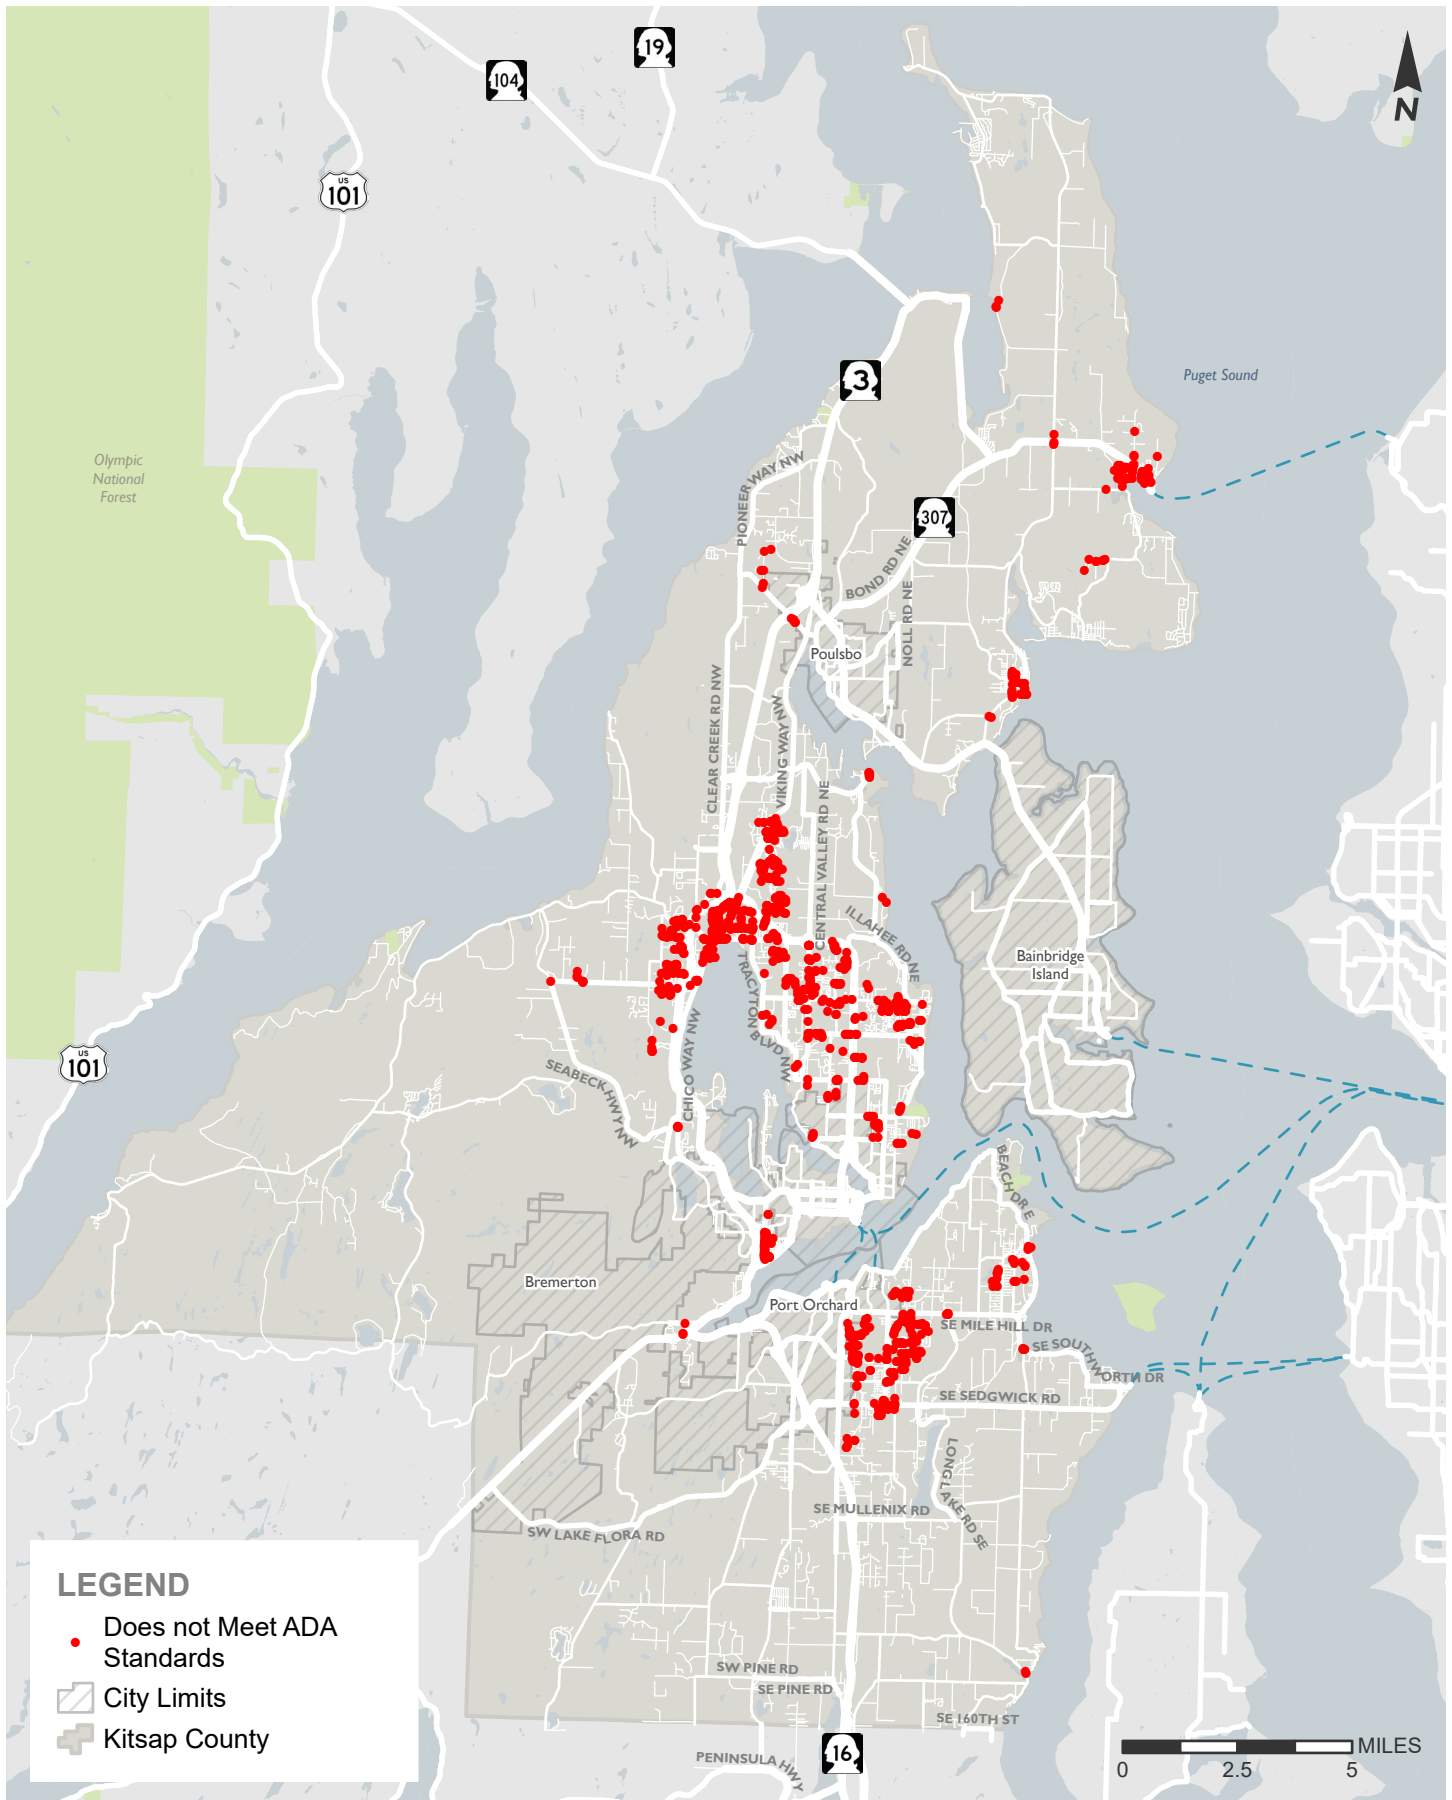 19
104
N
US
101
3
Puget Sound
Olympic
National
Forest
PIONEER WAY NW
307
BOND RD NE
NOLL RD NE
Poulsbo
CLEAR CREEK RD NW
VIKING WAY NW
CENTRAL VALLEY RD NE
ILLAHEE RD NE
Bainbridge
Island
TRACYTON BLVD NW
CHICO WAY NW
US
101
SEABECK HWY NW
BEACH DR E
Bremerton
Port Orchard
SE MILE HILL DR
SE SOUTHWORTH DR
SE SEDGWICK RD
LONG LAKE RD SE
SE MULLENIX RD
SW LAKE FLORA RD
LEGEND
Does not Meet ADA
Standards
City Limits
Kitsap County
SW PINE RD
SE PINE RD
SE 160TH ST
16
PENINSULA HWY
MILES
0 2.5 5